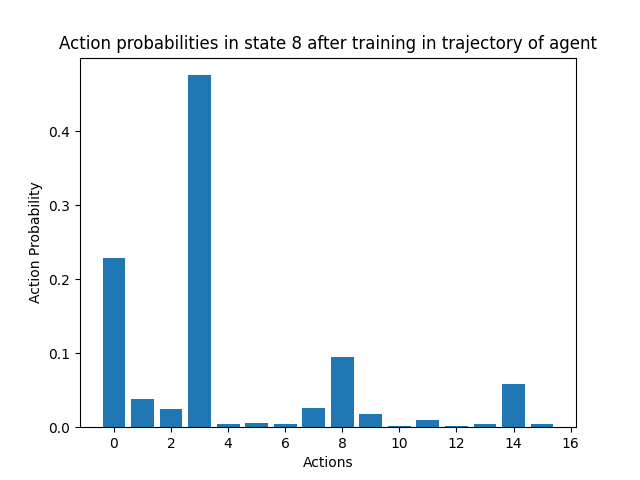 Action probabilities in state 8 after training in trajectory of agent
Action Probability
0.4
0.3
0.2
0.1
0.0
0 2 4 6 8 10 12 14 16
Actions